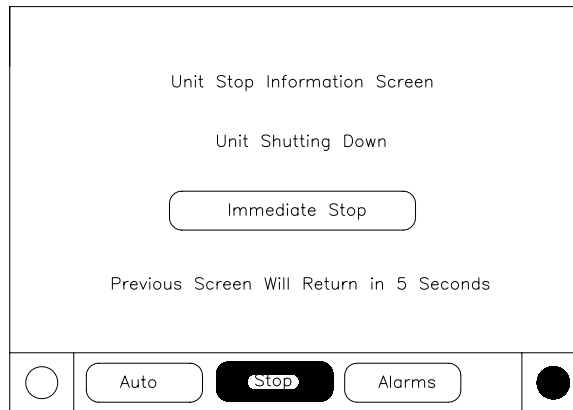 Unit Stop Information Screen
Unit Shutting Down
Immediate Stop
Previous Screen Will Return in 5 Seconds
Auto Stop Alarms